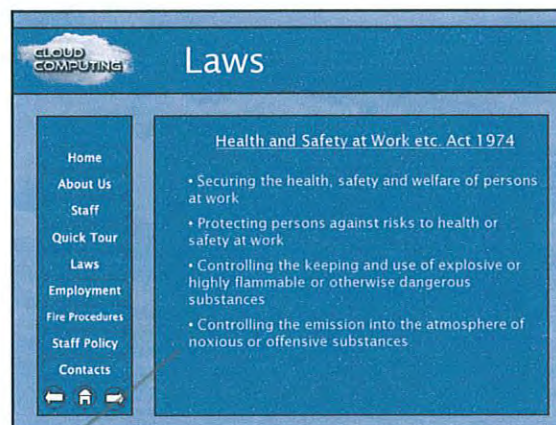 CLOUD
COMPUTING
Laws
Home
About Us
Staff
Quick Tour
Laws
Employment
Fire Procedures
Staff Policy
Contacts
Health and Safety at Work etc. Act 1974
• Securing the health, safety and welfare of persons
at work
• Protecting persons against risks to health or
safety at work
• Controlling the keeping and use of explosive or
highly flammable or otherwise dangerous
substances
• Controlling the emission into the atmosphere of
noxious or offensive substances